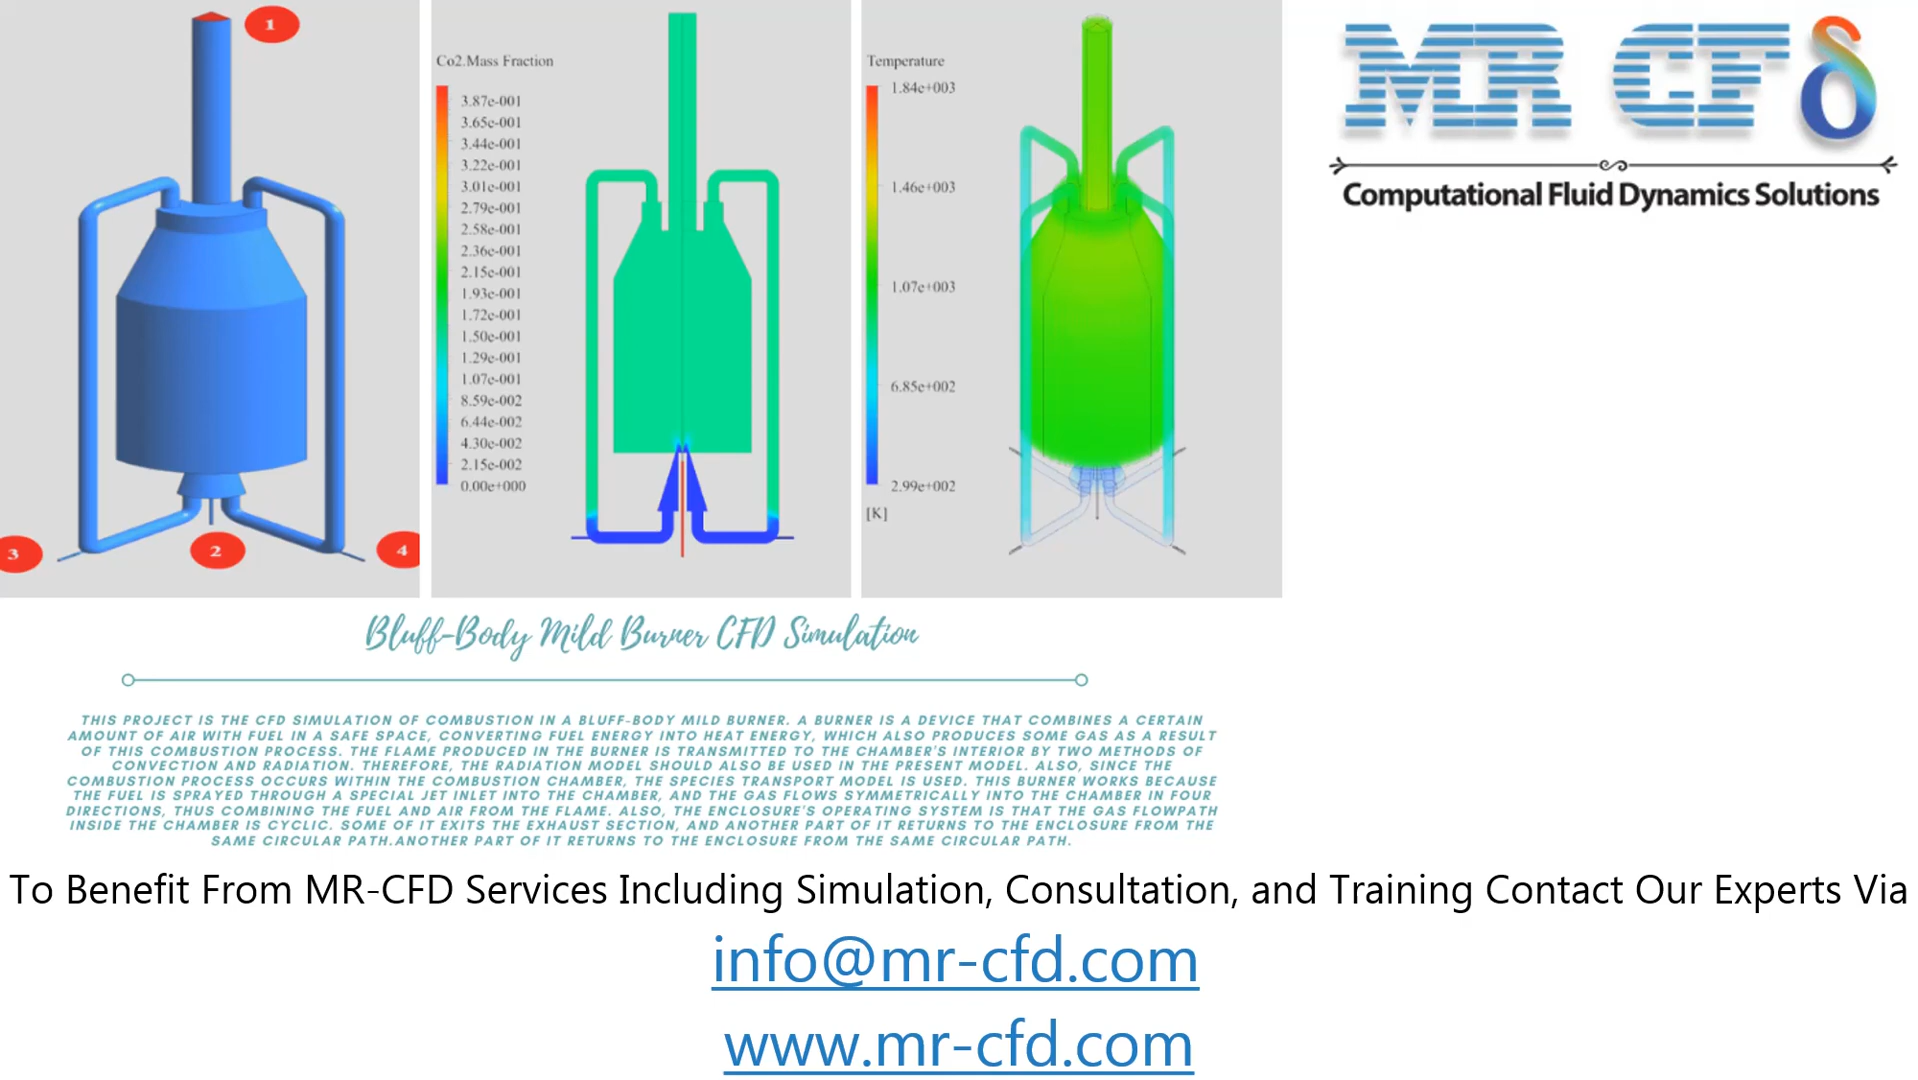 1
3
2
4
Co2.Mass Fraction
3.87e-001
3.65e-001
3.44e-001
3.22e-001
3.01e-001
2.79e-001
2.58e-001
2.36e-001
2.15e-001
1.93e-001
1.72e-001
1.50e-001
1.29e-001
1.07e-001
8.59e-002
6.44e-002
4.30e-002
2.15e-002
0.00e+000
Temperature
1.84e+003
1.46e+003
1.07e+003
6.85e+002
2.99e+002
[K]
MR CFδ
Computational Fluid Dynamics Solutions
Bluff-Body Mild Burner CFD Simulation
THIS PROJECT IS THE CFD SIMULATION OF COMBUSTION IN A BLUFF-BODY MILD BURNER. A BURNER IS A DEVICE THAT COMBINES A CERTAIN
AMOUNT OF AIR WITH FUEL IN A SAFE SPACE, CONVERTING FUEL ENERGY INTO HEAT ENERGY, WHICH ALSO PRODUCES SOME GAS AS A RESULT
OF THIS COMBUSTION PROCESS. THE FLAME PRODUCED IN THE BURNER IS TRANSMITTED TO THE CHAMBER'S INTERIOR BY TWO METHODS OF
CONVECTION AND RADIATION. THEREFORE, THE RADIATION MODEL SHOULD ALSO BE USED IN THE PRESENT MODEL. ALSO, SINCE THE
COMBUSTION PROCESS OCCURS WITHIN THE COMBUSTION CHAMBER, THE SPECIES TRANSPORT MODEL IS USED. THIS BURNER WORKS BECAUSE
THE FUEL IS SPRAYED THROUGH A SPECIAL JET INLET INTO THE CHAMBER, AND THE GAS FLOWS SYMMETRICALLY INTO THE CHAMBER IN FOUR
DIRECTIONS, THUS COMBINING THE FUEL AND AIR FROM THE FLAME. ALSO, THE ENCLOSURE'S OPERATING SYSTEM IS THAT THE GAS FLOWPATH
INSIDE THE CHAMBER IS CYCLIC. SOME OF IT EXITS THE EXHAUST SECTION, AND ANOTHER PART OF IT RETURNS TO THE ENCLOSURE FROM THE
SAME CIRCULAR PATH.ANOTHER PART OF IT RETURNS TO THE ENCLOSURE FROM THE SAME CIRCULAR PATH.
To Benefit From MR-CFD Services Including Simulation, Consultation, and Training Contact Our Experts Via
info@mr-cfd.com
www.mr-cfd.com